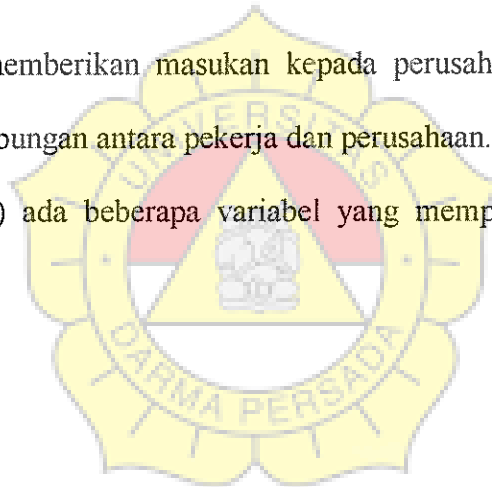 memberikan masukan kepada perusah
bungan antara pekerja dan perusahaan.
) ada beberapa variabel yang memp
UNIVERSITAS
DARMA PERSADA